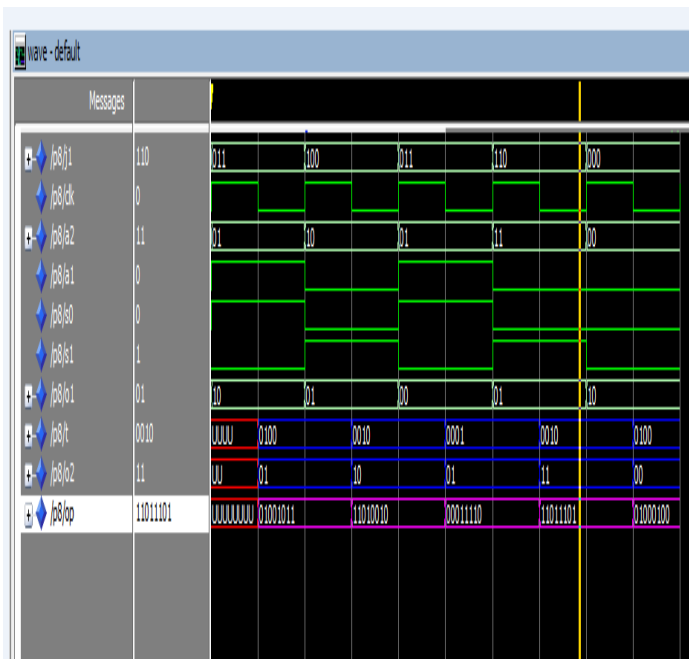 wave - default
Messages
/p8/j1 110 011 100 011 110 000
/p8/clk 0
/p8/a2 11 01 10 01 11 00
/p8/a1 0
/p8/s0 0
/p8/s1 1
/p8/o1 01 10 01 00 01 10
/p8/t 0010 UUUU 0100 0010 0001 0010 0100
/p8/o2 11 UU 01 10 01 11 00
/p8/op 11011101 UUUUUUUU 01001011 11010010 00011110 11011101 01000100